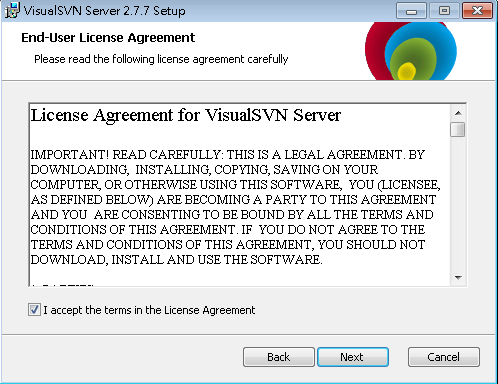 VisualSVN Server 2.7.7 Setup
End-User License Agreement
Please read the following license agreement carefully
License Agreement for VisualSVN Server
IMPORTANT! READ CAREFULLY: THIS IS A LEGAL AGREEMENT. BY
DOWNLOADING, INSTALLING, COPYING, SAVING ON YOUR
COMPUTER, OR OTHERWISE USING THIS SOFTWARE, YOU (LICENSEE,
AS DEFINED BELOW) ARE BECOMING A PARTY TO THIS AGREEMENT
AND YOU ARE CONSENTING TO BE BOUND BY ALL THE TERMS AND
CONDITIONS OF THIS AGREEMENT. IF YOU DO NOT AGREE TO THE
TERMS AND CONDITIONS OF THIS AGREEMENT, YOU SHOULD NOT
DOWNLOAD, INSTALL AND USE THE SOFTWARE.
I accept the terms in the License Agreement
Back
Next
Cancel